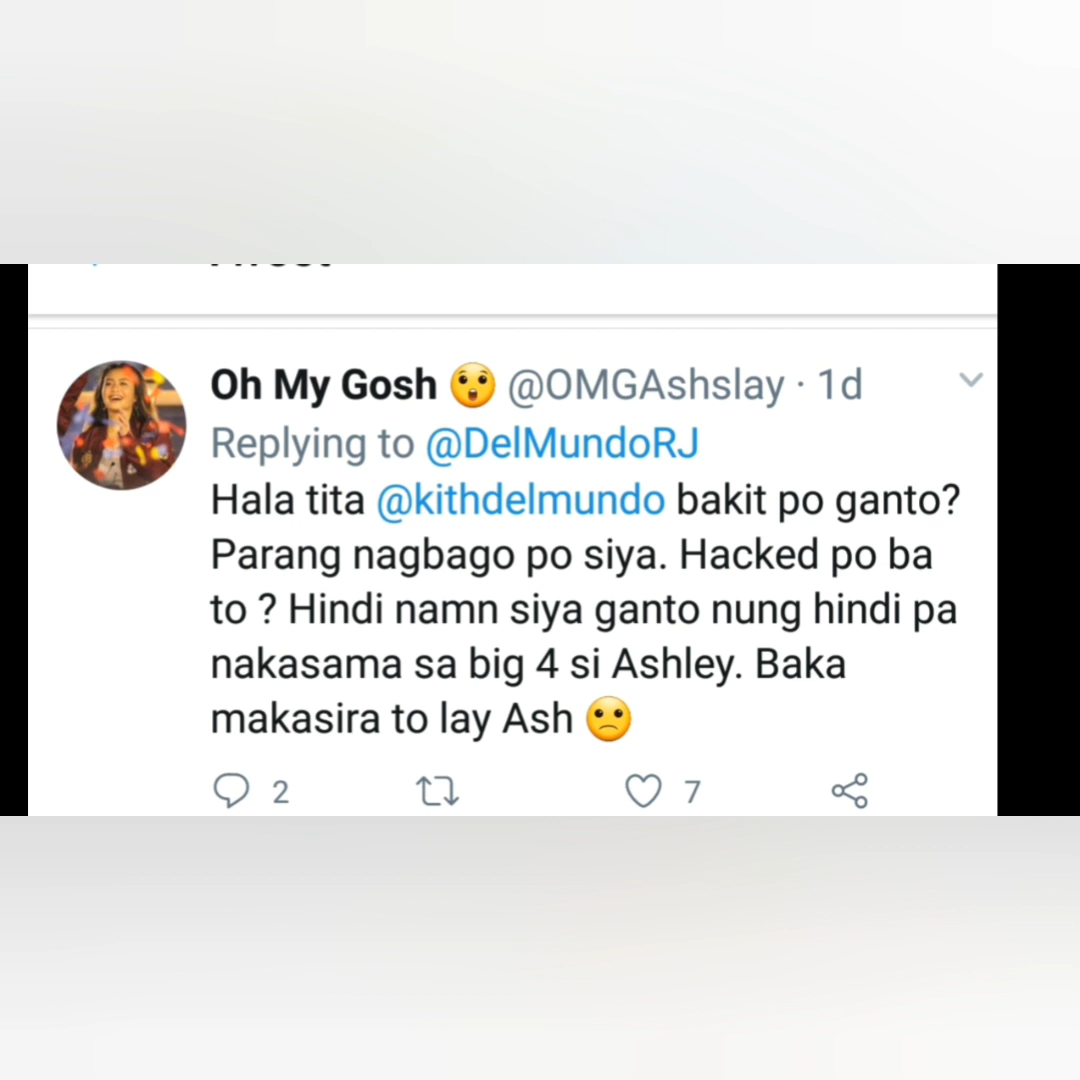 Oh My Gosh 😲 @OMGAshslay · 1d
Replying to @DelMundoRJ
Hala tita @kithdelmundo bakit po ganto?
Parang nagbago po siya. Hacked po ba
to ? Hindi namn siya ganto nung hindi pa
nakasama sa big 4 si Ashley. Baka
makasira to lay Ash 🙁
2 7